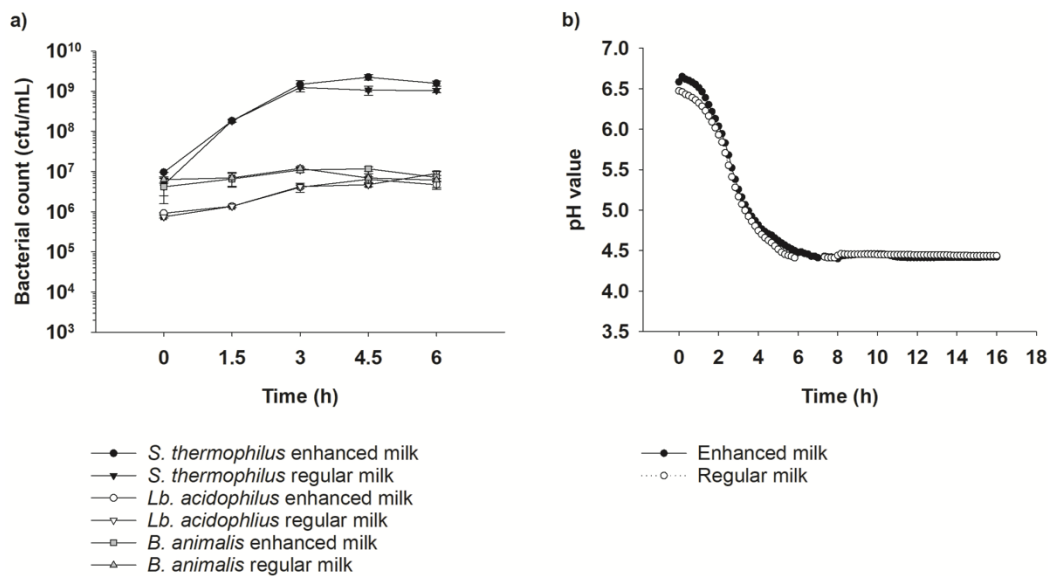 a)
Bacterial count (cfu/mL)
10^10
10^9
10^8
10^7
10^6
10^5
10^4
10^3
0 1.5 3 4.5 6
Time (h)
S. thermophilus enhanced milk
S. thermophilus regular milk
Lb. acidophilus enhanced milk
Lb. acidophlius regular milk
B. animalis enhanced milk
B. animalis regular milk
b)
pH value
7.0
6.5
6.0
5.5
5.0
4.5
4.0
3.5
0 2 4 6 8 10 12 14 16 18
Time (h)
Enhanced milk
Regular milk